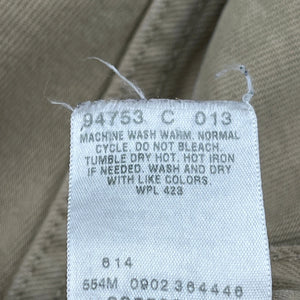 94753 C 013
MACHINE WASH WARM. NORMAL
CYCLE. DO NOT BLEACH.
TUMBLE DRY HOT. HOT IRON
IF NEEDED. WASH AND DRY
WITH LIKE COLORS.
WPL 423
614
554M 0902 364446